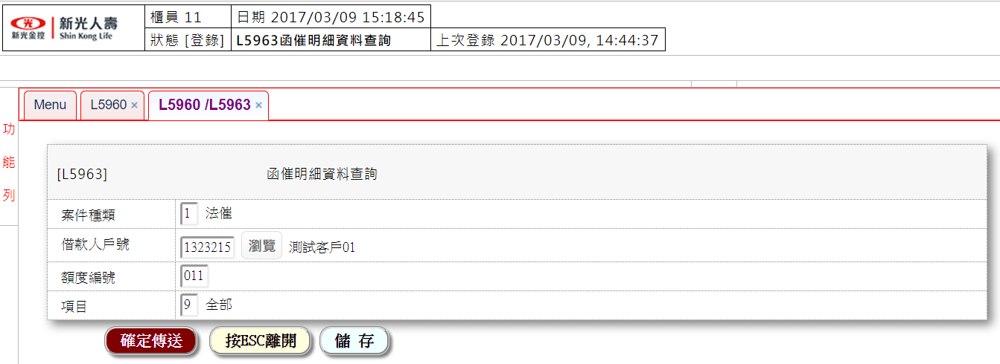 新光金控 新光人壽 Shin Kong Life
櫃員 11 日期 2017/03/09 15:18:45
狀態 [登錄] L5963函催明細資料查詢 上次登錄 2017/03/09, 14:44:37
Menu L5960 × L5960 /L5963 ×
功
能
列
[L5963] 函催明細資料查詢
案件種類 1 法催
借款人戶號 1323215 瀏覽 測試客戶01
額度編號 011
項目 9 全部
確定傳送 按ESC離開 儲 存